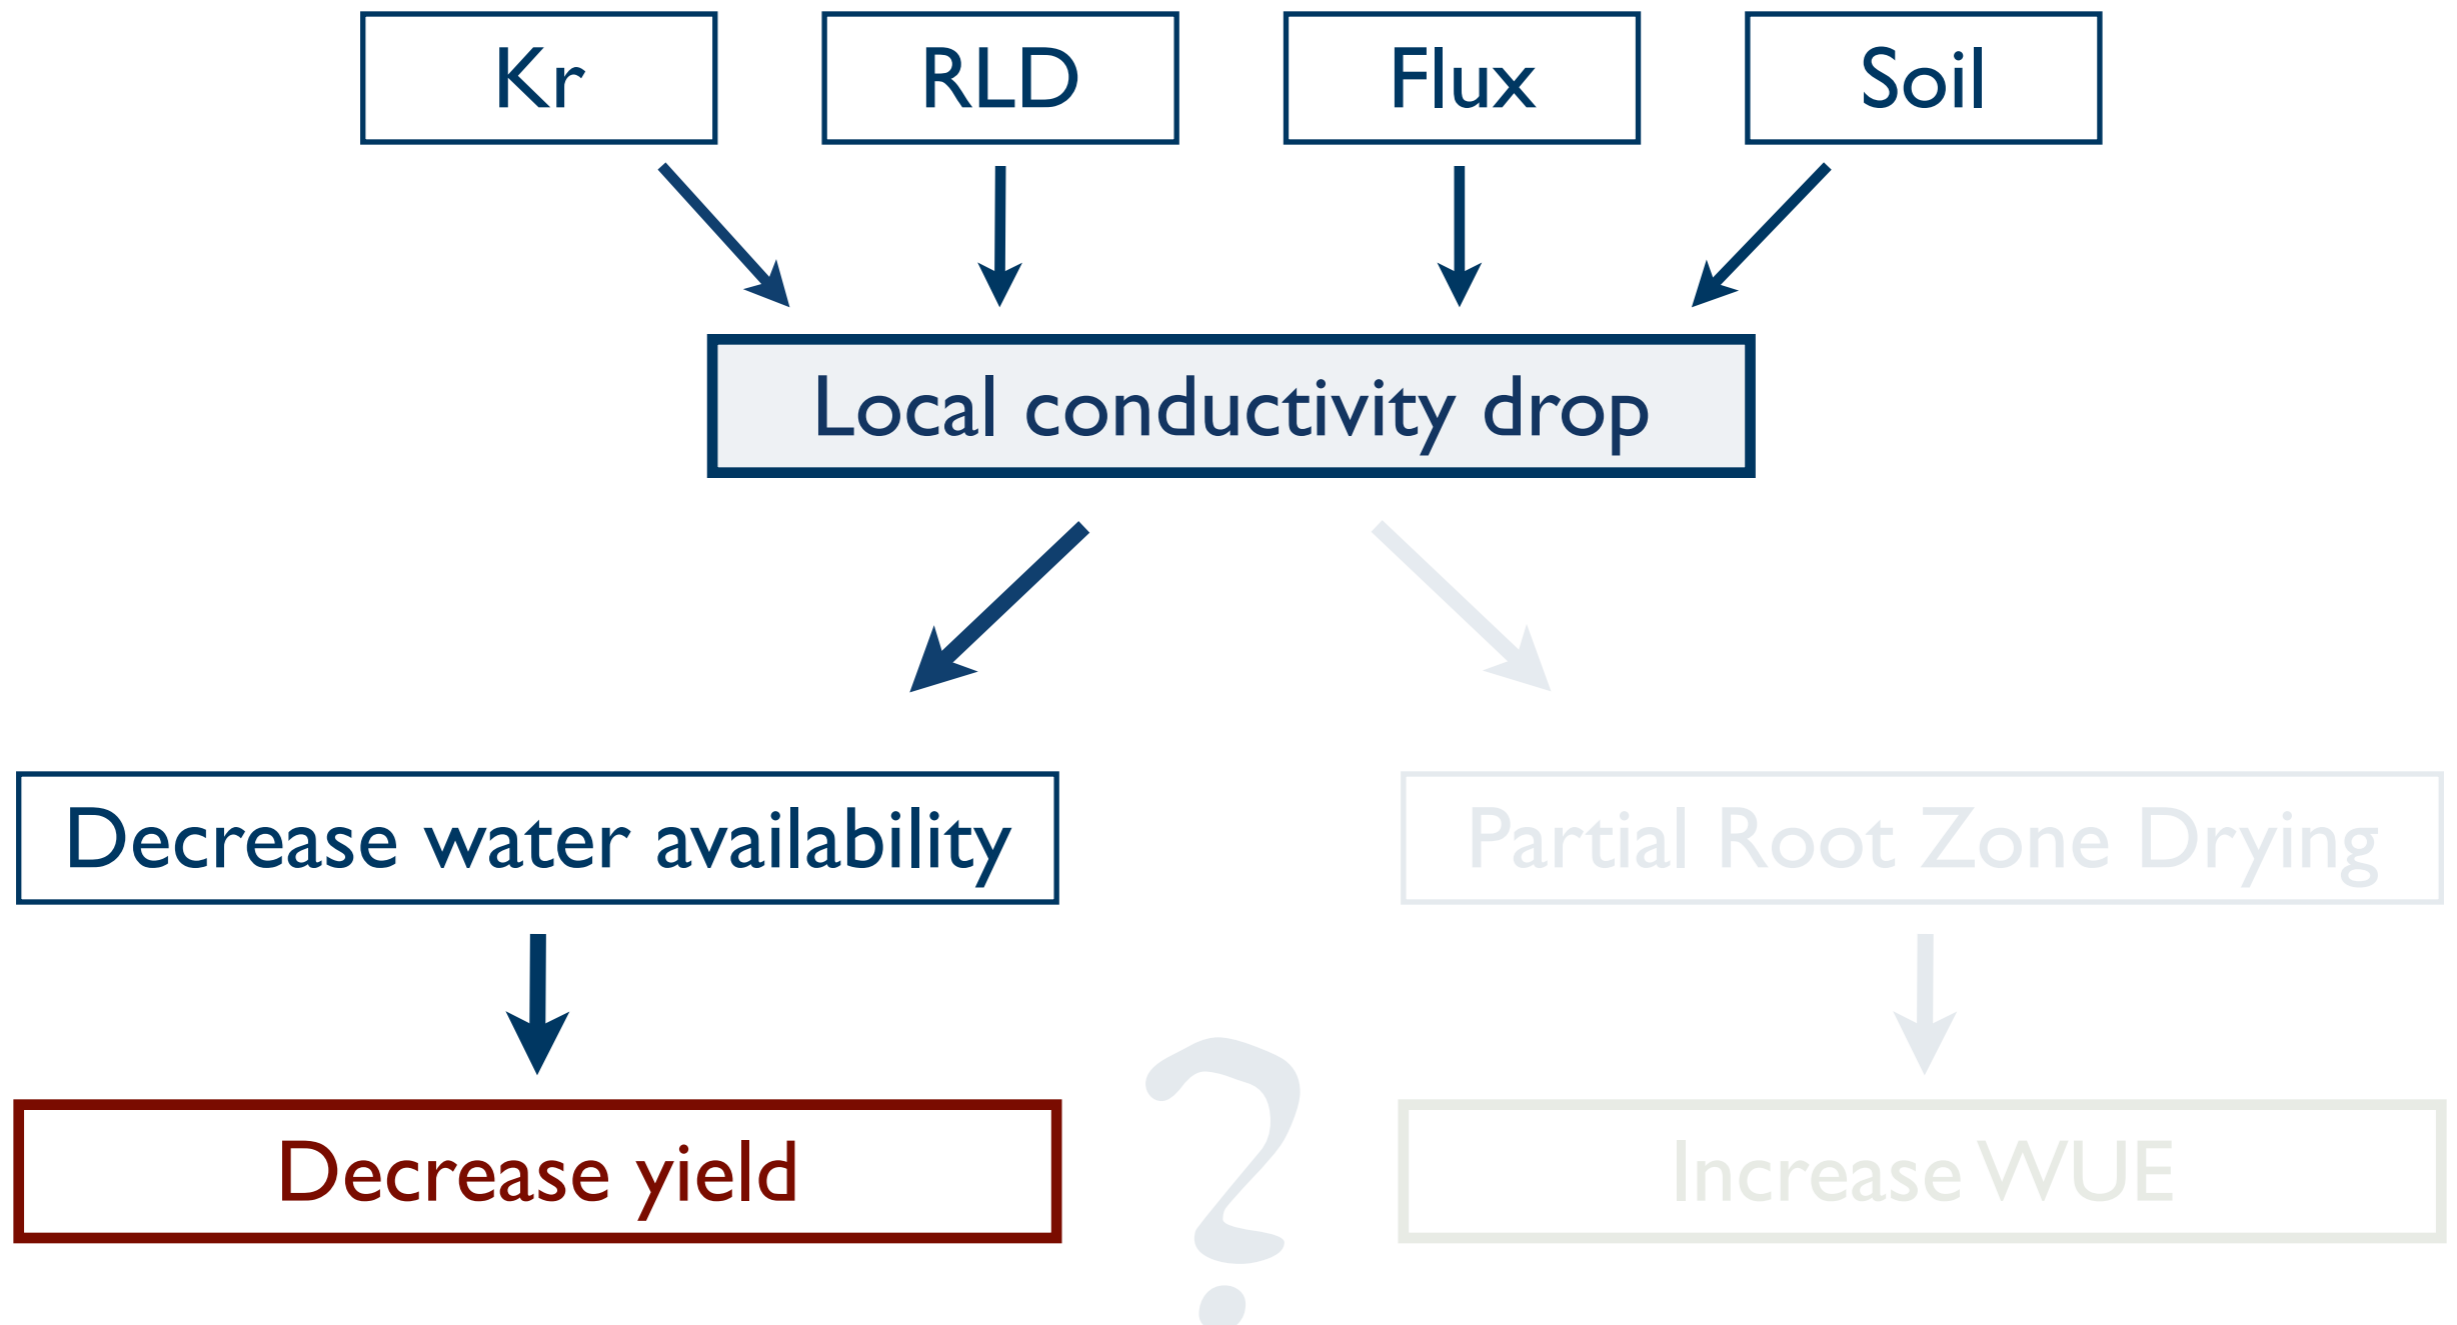 Kr
RLD
Flux
Soil
Local conductivity drop
Decrease water availability
Partial Root Zone Drying
Decrease yield
?
Increase WUE